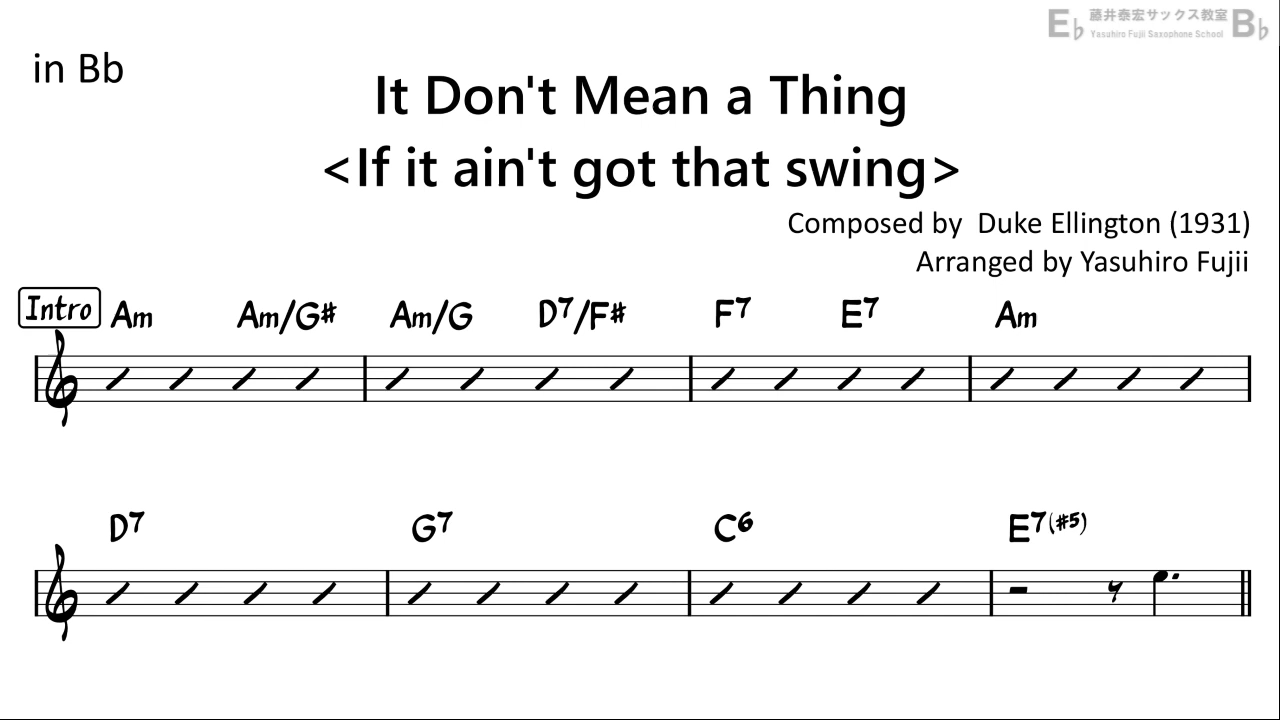 E♭ 藤井泰宏サックス教室 B♭
Yasuhiro Fujii Saxophone School
in Bb
It Don't Mean a Thing
<If it ain't got that swing>
Composed by  Duke Ellington (1931)
Arranged by Yasuhiro Fujii
Intro Am Am/G# Am/G D7/F# F7 E7 Am
D7 G7 C6 E7(#5)